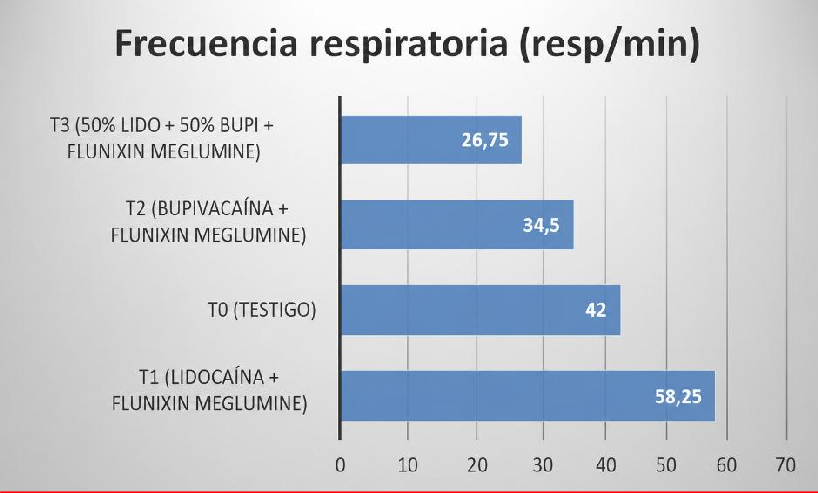 Frecuencia respiratoria (resp/min)
T3 (50% LIDO + 50% BUPI +
FLUNIXIN MEGLUMINE)
26,75
T2 (BUPIVACAÍNA +
FLUNIXIN MEGLUMINE)
34,5
T0 (TESTIGO)
42
T1 (LIDOCAÍNA +
FLUNIXIN MEGLUMINE)
58,25
0 10 20 30 40 50 60 70